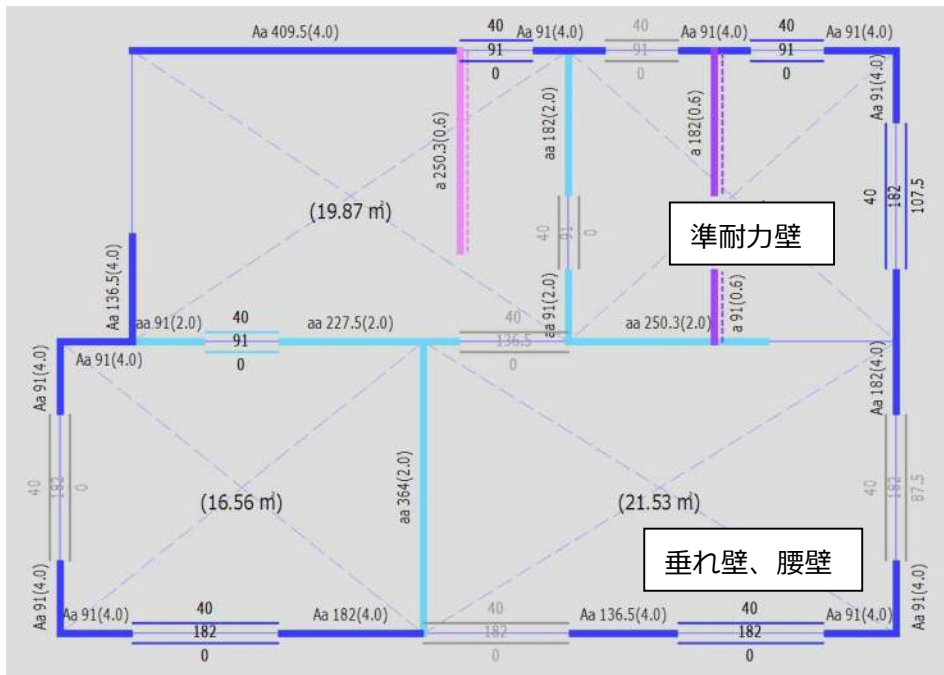 Aa 409.5(4.0)
40
91
0
Aa 91(4.0)
40
91
0
Aa 91(4.0)
40
91
0
Aa 91(4.0)
Aa 91(4.0)
a 250.3(0.6)
aa 182(2.0)
a 182(0.6)
40
182
107.5
(19.87 ㎡)
40
91
0
準耐力壁
Aa 136.5(4.0)
aa 91(2.0)
40
91
0
aa 227.5(2.0)
40
136.5
0
aa 91(2.0)
aa 250.3(2.0)
a 91(0.6)
Aa 91(4.0)
Aa 91(4.0)
Aa 182(4.0)
40
182
0
(16.56 ㎡)
aa 364(2.0)
(21.53 ㎡)
40
182
87.5
垂れ壁、腰壁
Aa 91(4.0)
Aa 91(4.0)
40
182
0
Aa 182(4.0)
40
182
0
Aa 136.5(4.0)
40
182
0
Aa 91(4.0)
Aa 91(4.0)